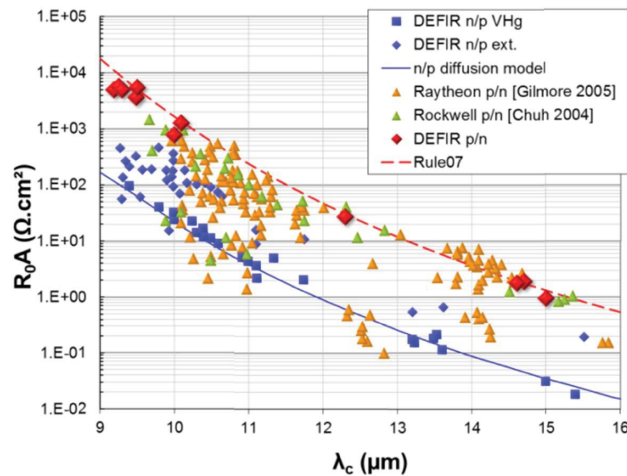 1.E+05
1.E+04
1.E+03
1.E+02
1.E+01
1.E+00
1.E-01
1.E-02
R₀A (Ω.cm²)
9 10 11 12 13 14 15 16
λc (µm)
DEFIR n/p VHg
DEFIR n/p ext.
n/p diffusion model
Raytheon p/n [Gilmore 2005]
Rockwell p/n [Chuh 2004]
DEFIR p/n
Rule07